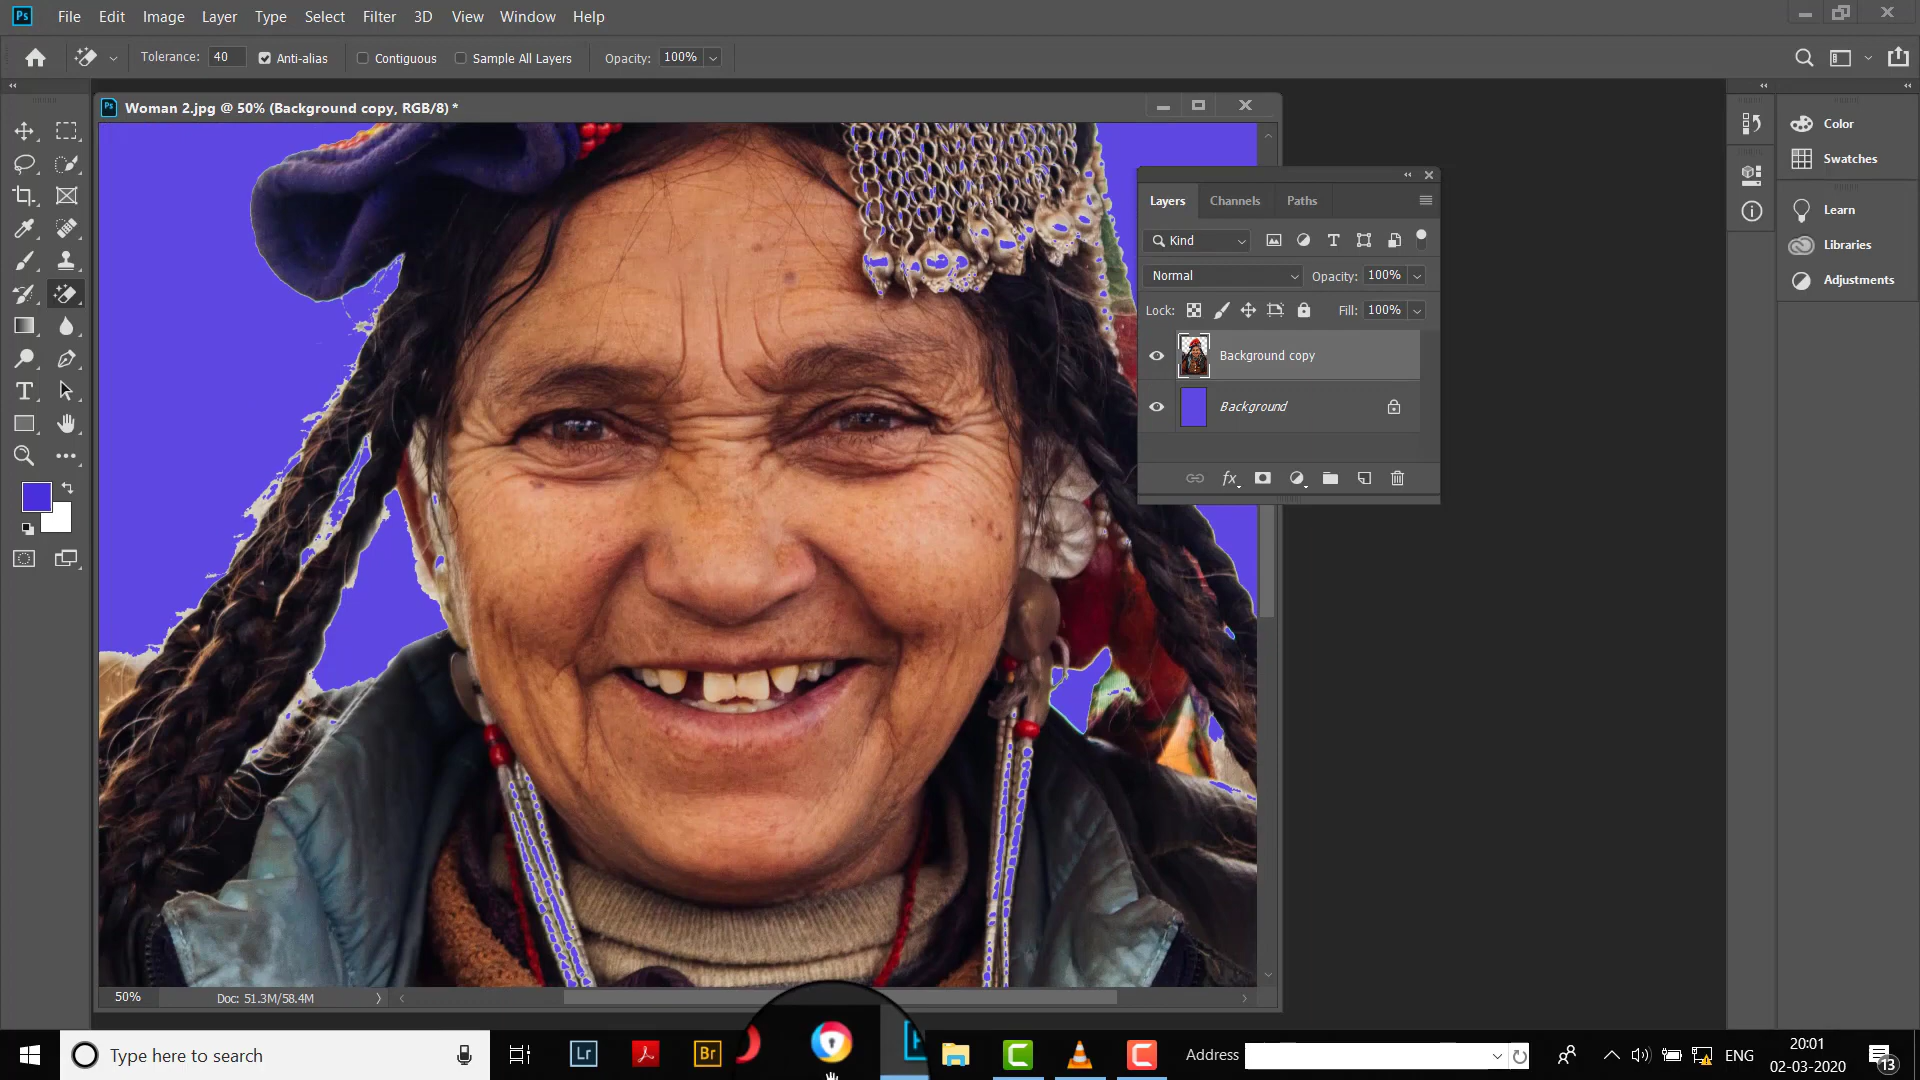 Ps File Edit Image Layer Type Select Filter 3D View Window Help
Tolerance: 40 Anti-alias Contiguous Sample All Layers Opacity: 100%
Ps Woman 2.jpg @ 50% (Background copy, RGB/8) *
Color
Swatches
Learn
Libraries
Adjustments
Layers Channels Paths
Kind
Normal Opacity: 100%
Lock: Fill: 100%
Background copy
Background
fx
50% Doc: 51.3M/58.4M
Type here to search
Lr
Br
Address
ENG
20:01
02-03-2020
13